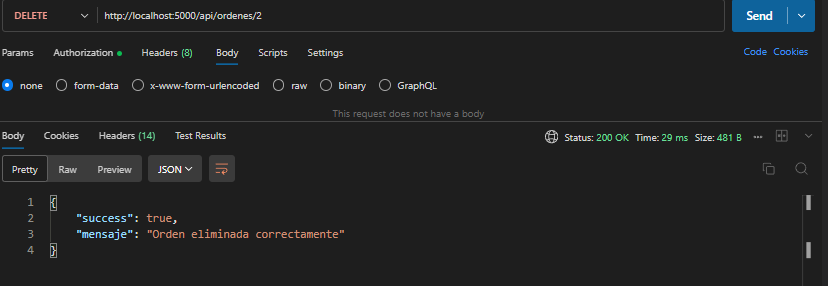 DELETE http://localhost:5000/api/ordenes/2 Send
Params Authorization Headers (8) Body Scripts Settings Code Cookies
none form-data x-www-form-urlencoded raw binary GraphQL
This request does not have a body
Body Cookies Headers (14) Test Results Status: 200 OK Time: 29 ms Size: 481 B
Pretty Raw Preview JSON
1 {
2 "success": true,
3 "mensaje": "Orden eliminada correctamente"
4 }